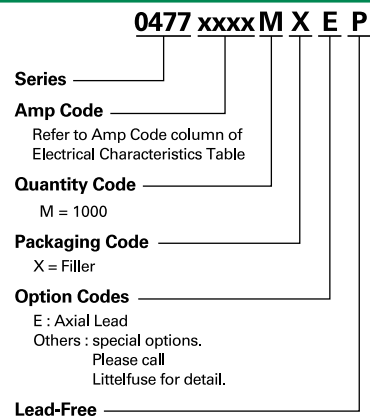 0477 xxxx M X E P
Series
Amp Code
Refer to Amp Code column of
Electrical Characteristics Table
Quantity Code
M = 1000
Packaging Code
X = Filler
Option Codes
E : Axial Lead
Others : special options.
Please call
Littelfuse for detail.
Lead-Free